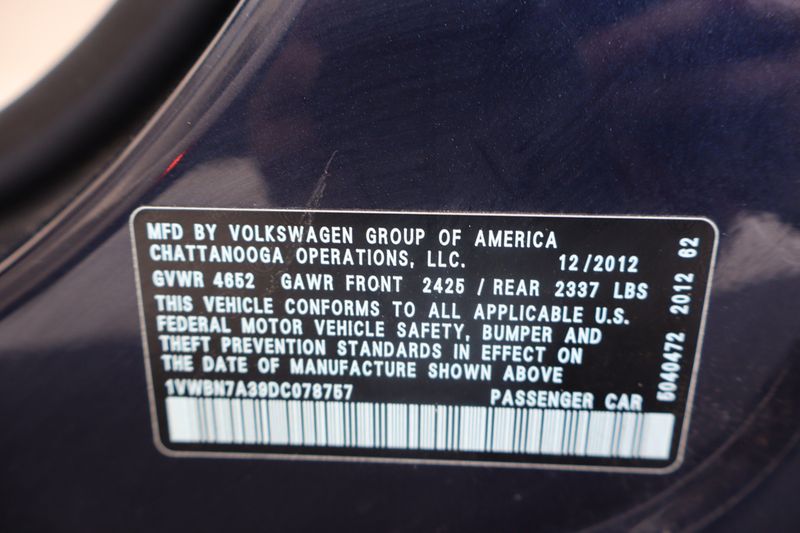 MFD BY VOLKSWAGEN GROUP OF AMERICA
CHATTANOOGA OPERATIONS, LLC. 12/2012
GVWR 4652 GAWR FRONT 2425 / REAR 2337 LBS
THIS VEHICLE CONFORMS TO ALL APPLICABLE U.S.
FEDERAL MOTOR VEHICLE SAFETY, BUMPER AND
THEFT PREVENTION STANDARDS IN EFFECT ON
THE DATE OF MANUFACTURE SHOWN ABOVE
1VWBN7A39DC078757 PASSENGER CAR
5040472 2012 62